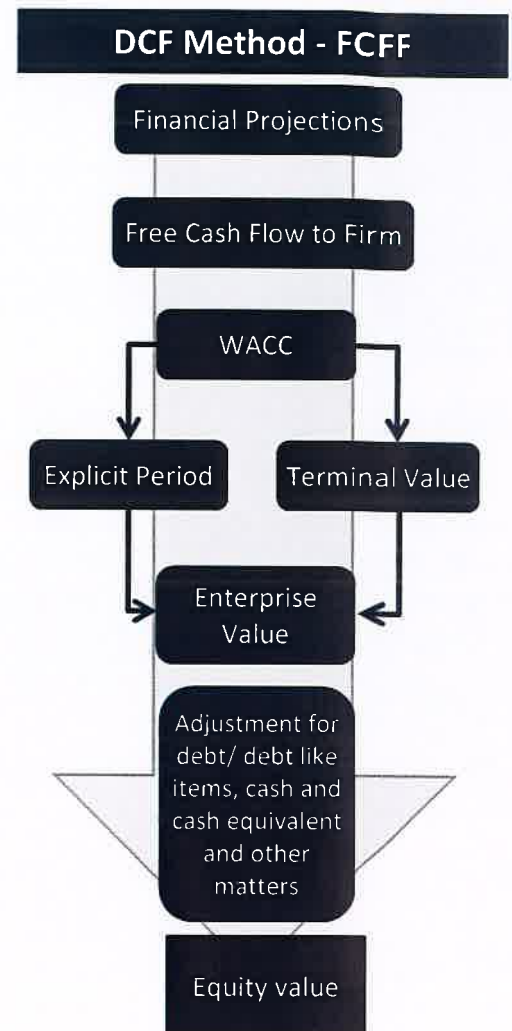 DCF Method - FCFF
Financial Projections
Free Cash Flow to Firm
WACC
Explicit Period
Terminal Value
Enterprise
Value
Adjustment for
debt/ debt like
items, cash and
cash equivalent
and other
matters
Equity value